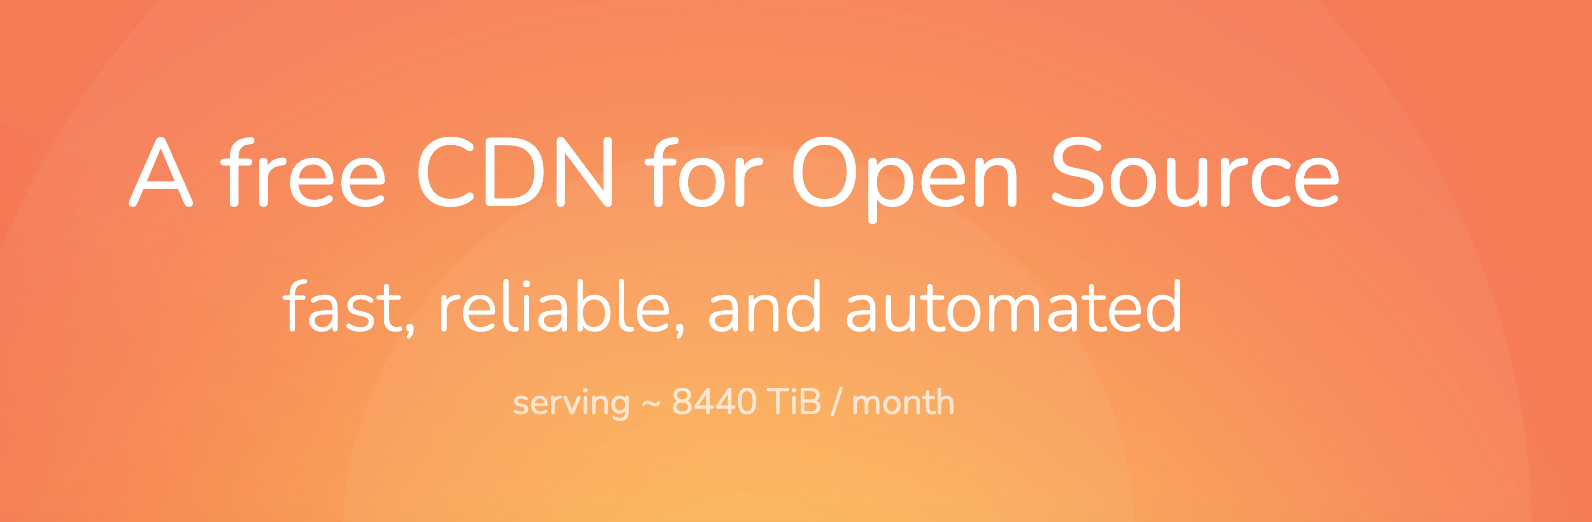 A free CDN for Open Source
fast, reliable, and automated
serving ~ 8440 TiB / month